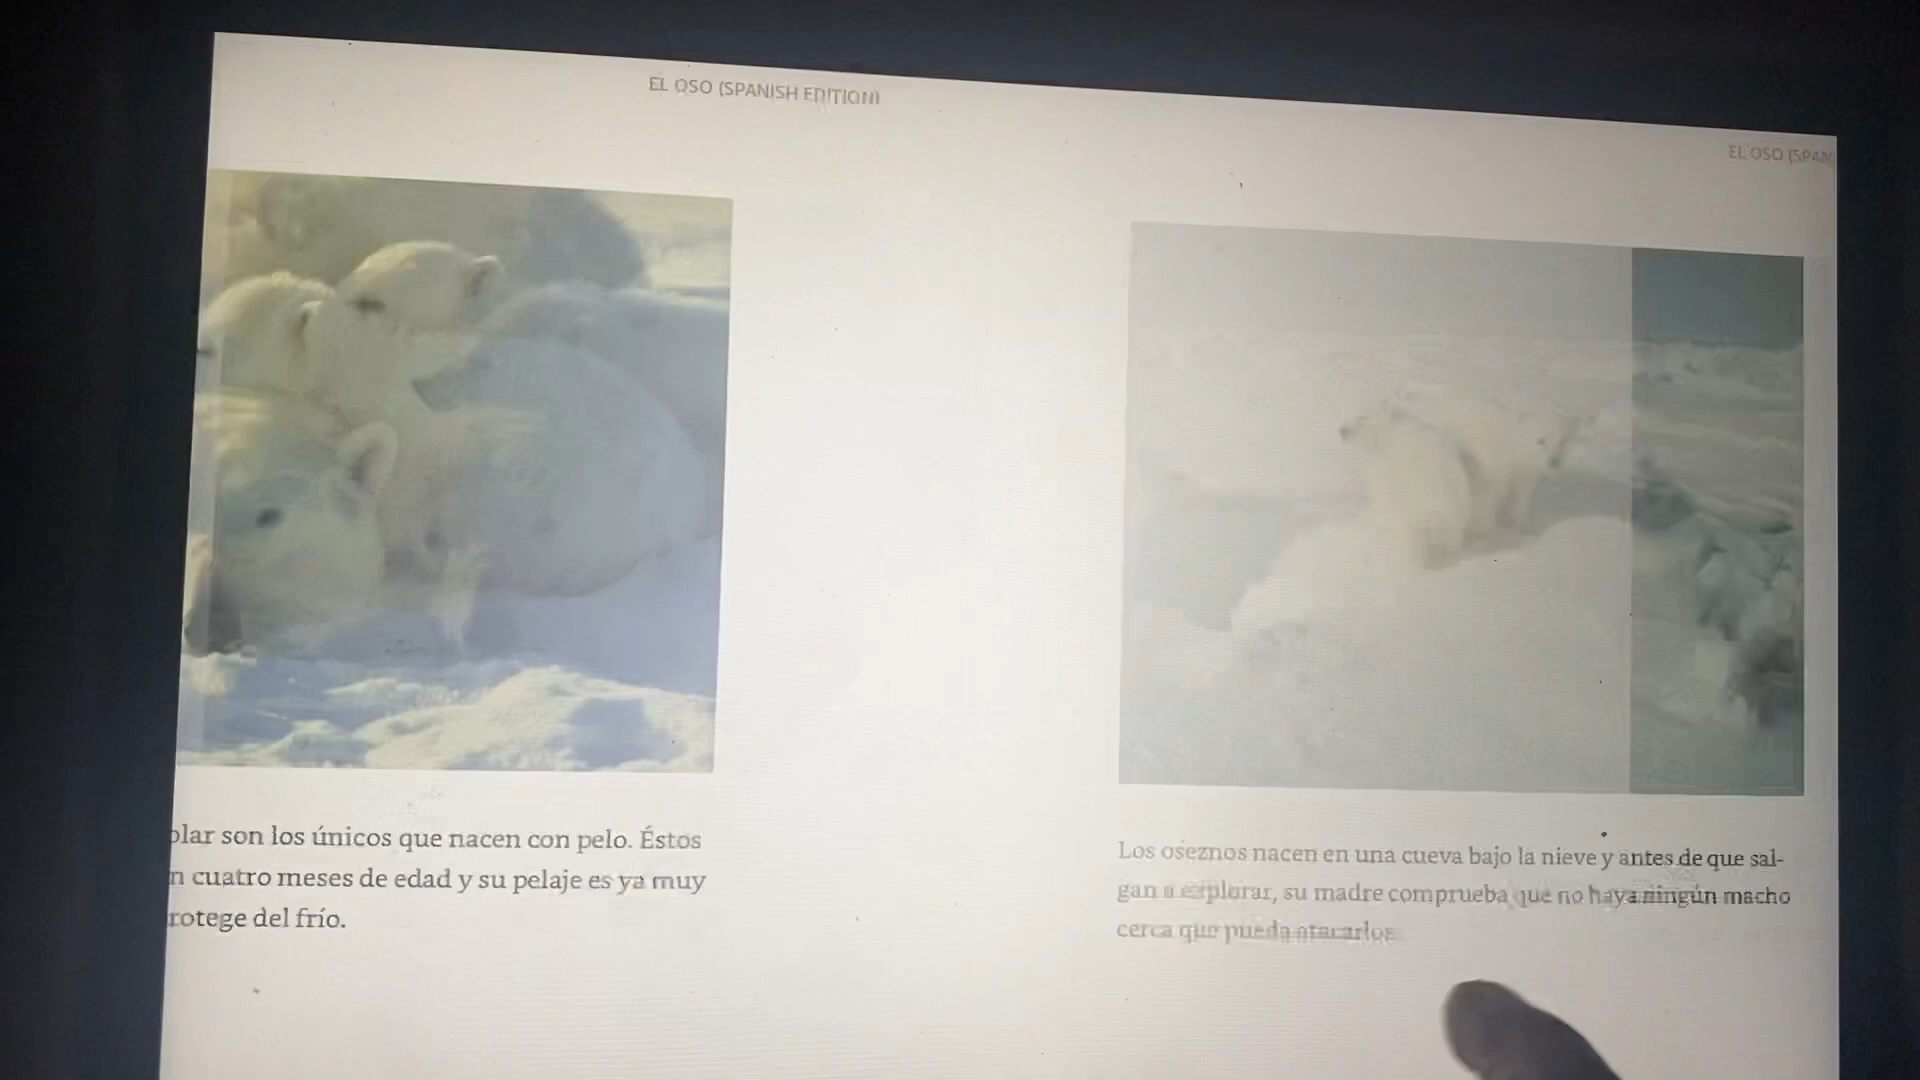 EL OSO (SPANISH EDITION)
olar son los únicos que nacen con pelo. Éstos
n cuatro meses de edad y su pelaje es ya muy
rotege del frío.
EL OSO (SPAN
Los oseznos nacen en una cueva bajo la nieve y antes de que sal-
gan a explorar, su madre comprueba que no haya ningún macho
cerca que pueda atacarlos.